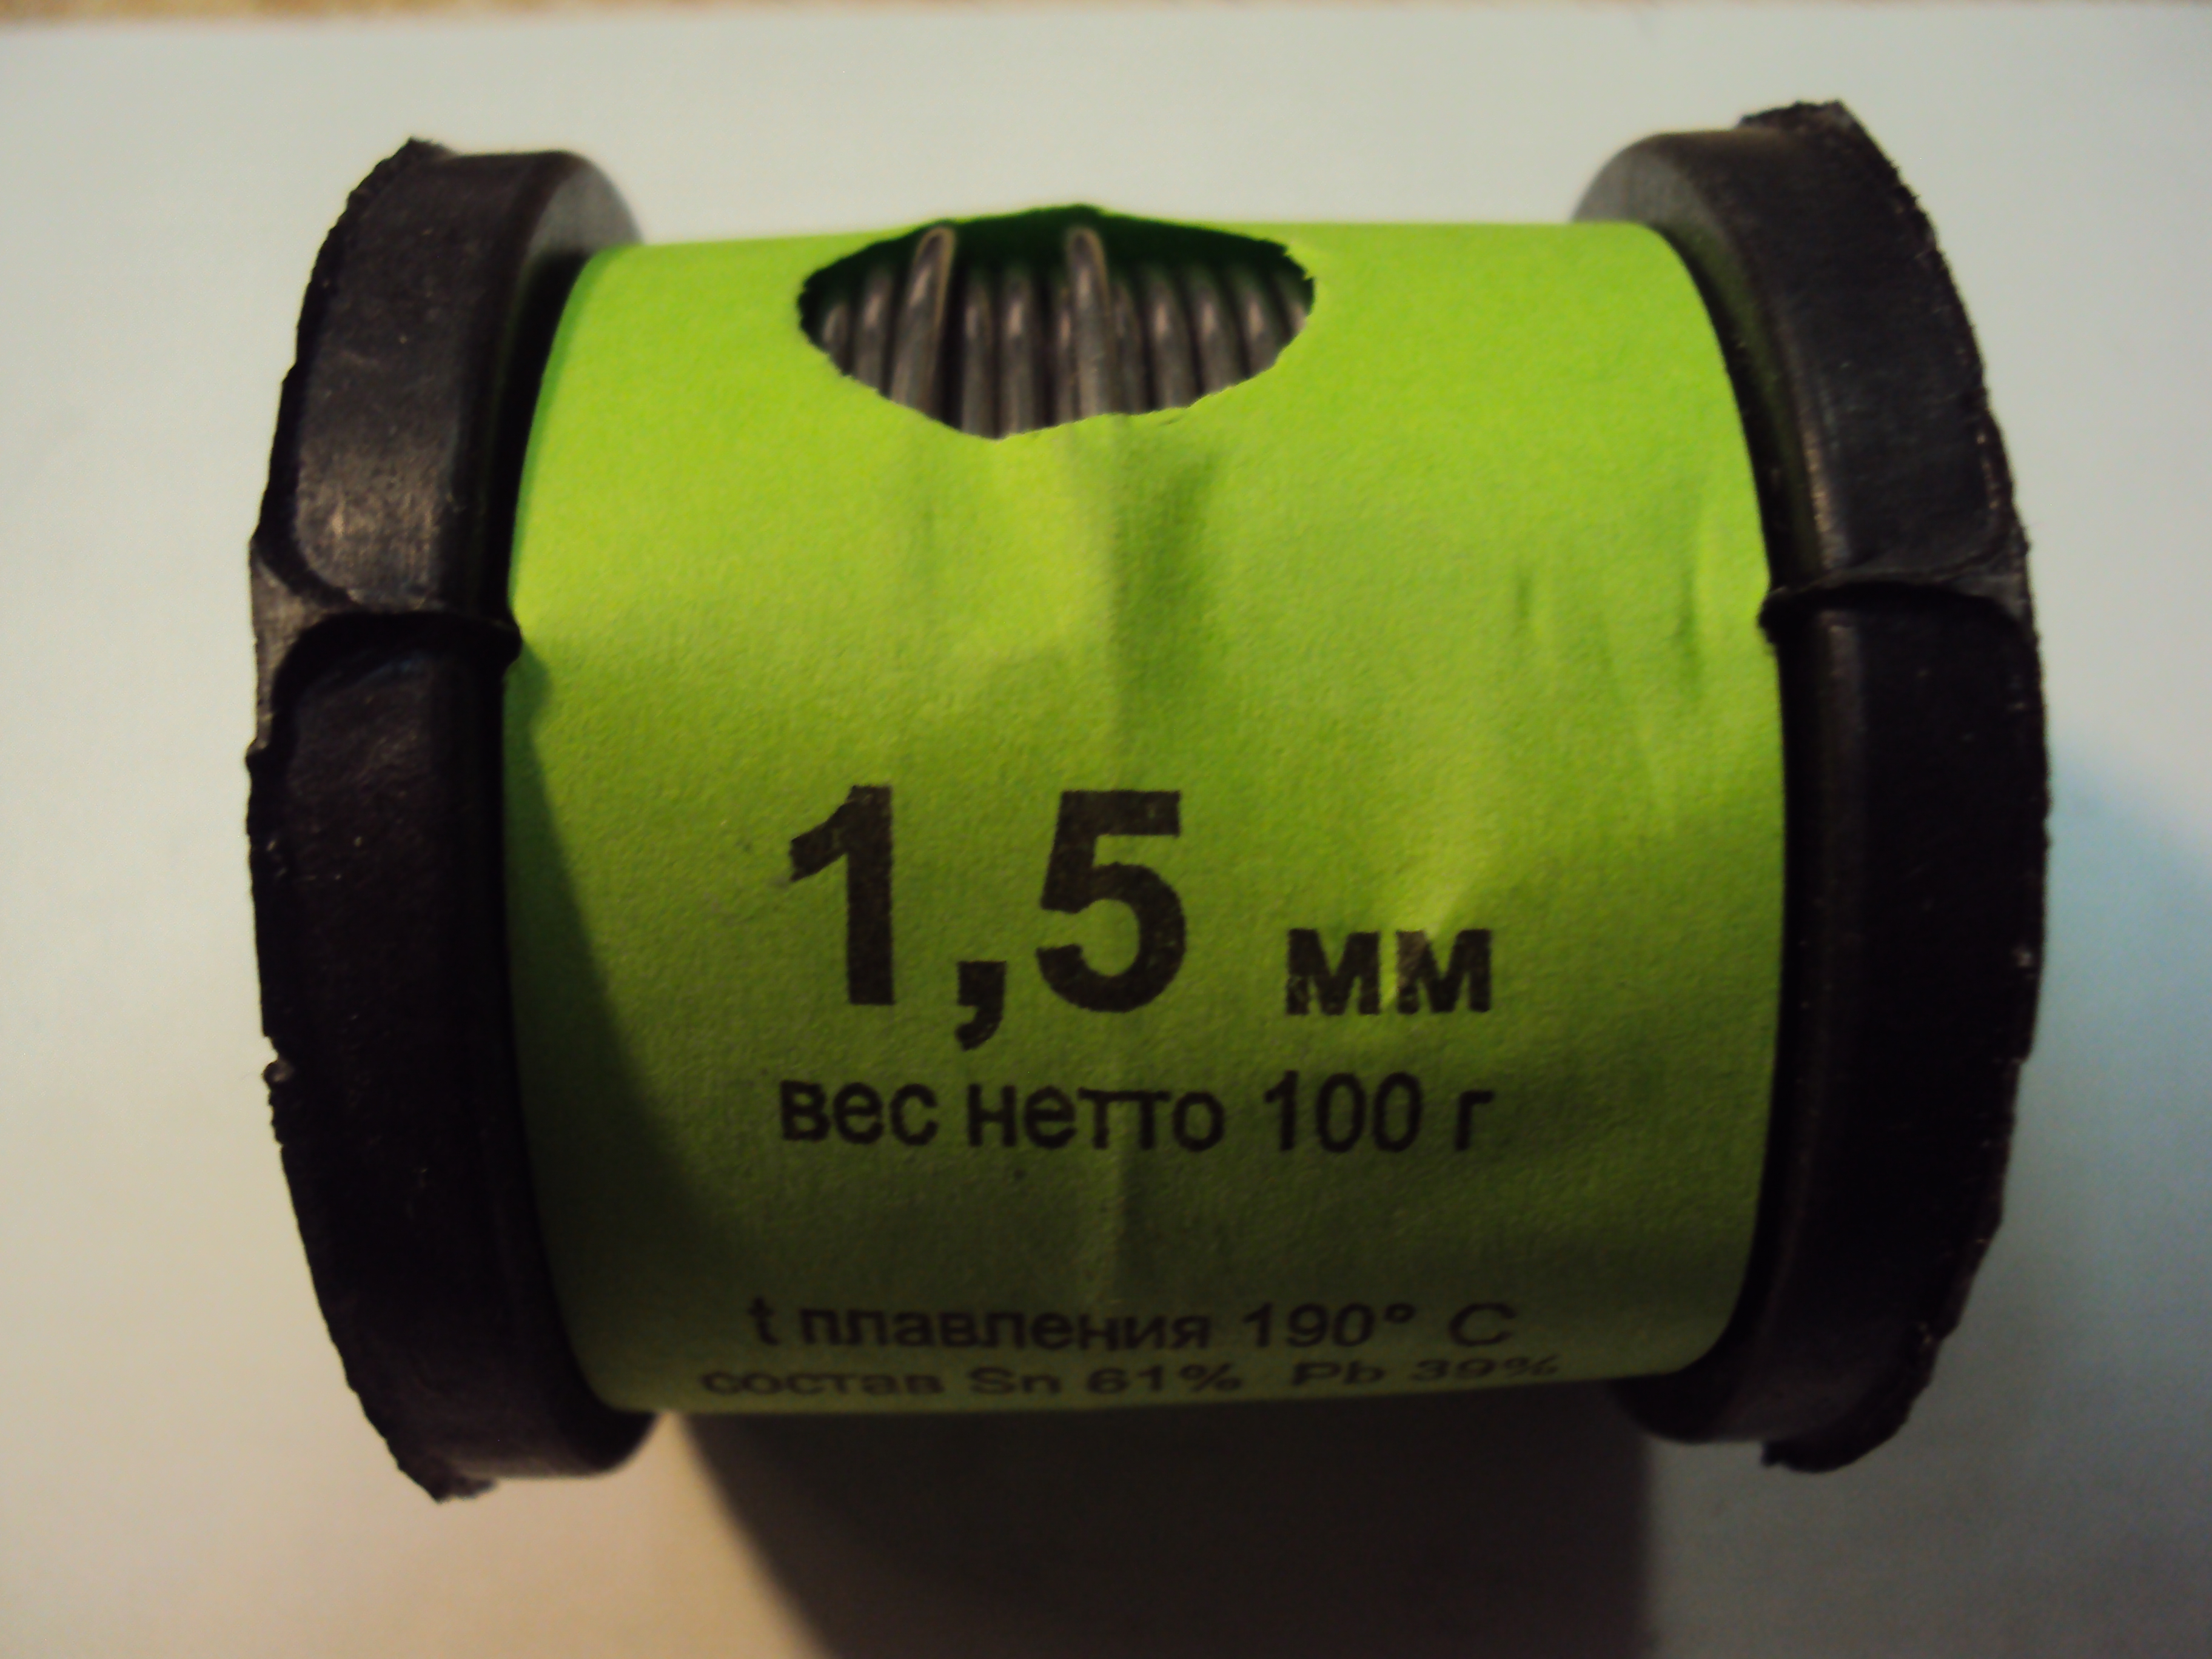 1,5 мм
вес нетто 100 г
t плавления 190° C
состав Sn 61% Pb 39%